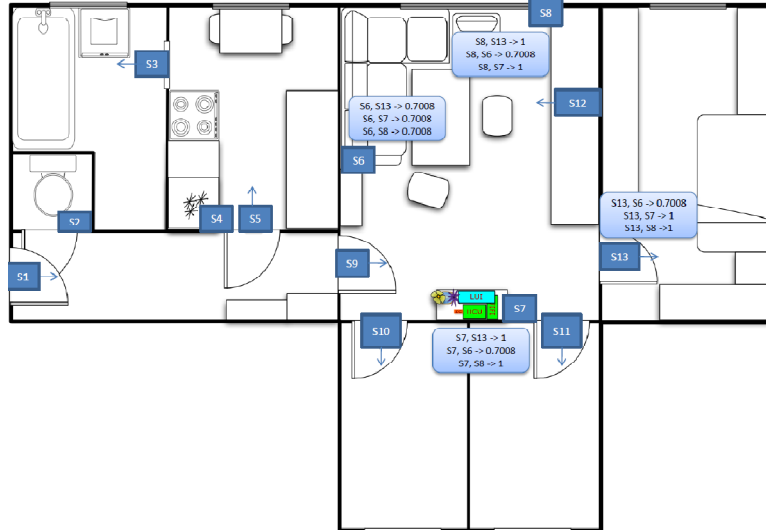 S8
S8, S13 -> 1
S8, S6 -> 0.7008
S8, S7 -> 1
S3
S6, S13 -> 0.7008
S6, S7 -> 0.7008
S6, S8 -> 0.7008
S12
S6
S13, S6 -> 0.7008
S13, S7 -> 1
S13, S8 ->1
S2
S4
S5
S1
S9
S13
LUI
S7
S10
S11
S7, S13 -> 1
S7, S6 -> 0.7008
S7, S8 -> 1